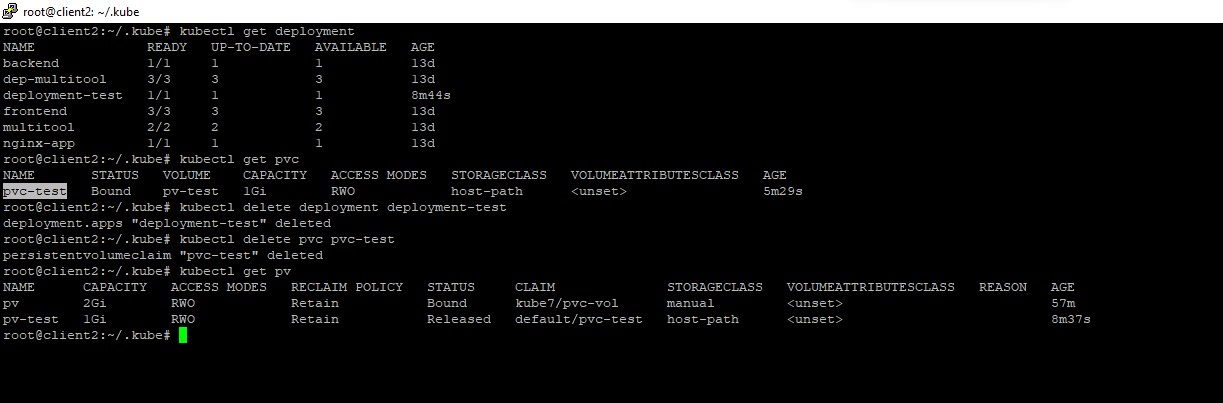 root@client2: ~/.kube
root@client2:~/.kube# kubectl get deployment
NAME READY UP-TO-DATE AVAILABLE AGE
backend 1/1 1 1 13d
dep-multitool 3/3 3 3 13d
deployment-test 1/1 1 1 8m44s
frontend 3/3 3 3 13d
multitool 2/2 2 2 13d
nginx-app 1/1 1 1 13d
root@client2:~/.kube# kubectl get pvc
NAME STATUS VOLUME CAPACITY ACCESS MODES STORAGECLASS VOLUMEATTRIBUTESCLASS AGE
pvc-test Bound pv-test 1Gi RWO host-path <unset> 5m29s
root@client2:~/.kube# kubectl delete deployment deployment-test
deployment.apps "deployment-test" deleted
root@client2:~/.kube# kubectl delete pvc pvc-test
persistentvolumeclaim "pvc-test" deleted
root@client2:~/.kube# kubectl get pv
NAME CAPACITY ACCESS MODES RECLAIM POLICY STATUS CLAIM STORAGECLASS VOLUMEATTRIBUTESCLASS REASON AGE
pv 2Gi RWO Retain Bound kube7/pvc-vol manual <unset> 57m
pv-test 1Gi RWO Retain Released default/pvc-test host-path <unset> 8m37s
root@client2:~/.kube#